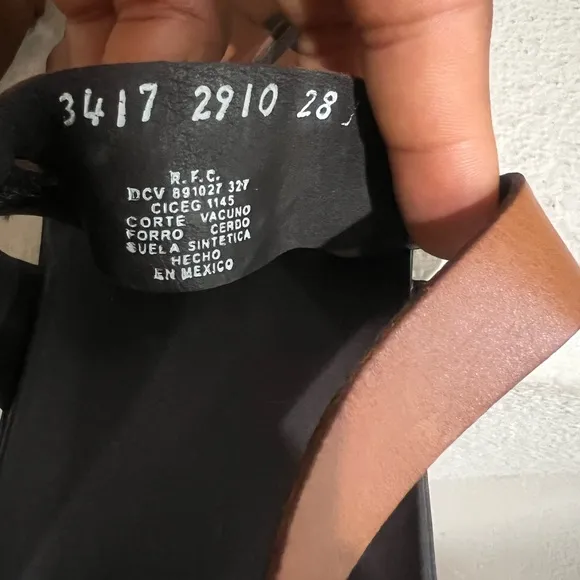 3417 2910 28
R.F.C.
DCV 891027 327
CICEG 1145
CORTE VACUNO
FORRO CERDO
SUELA SINTETICA
HECHO
EN MEXICO